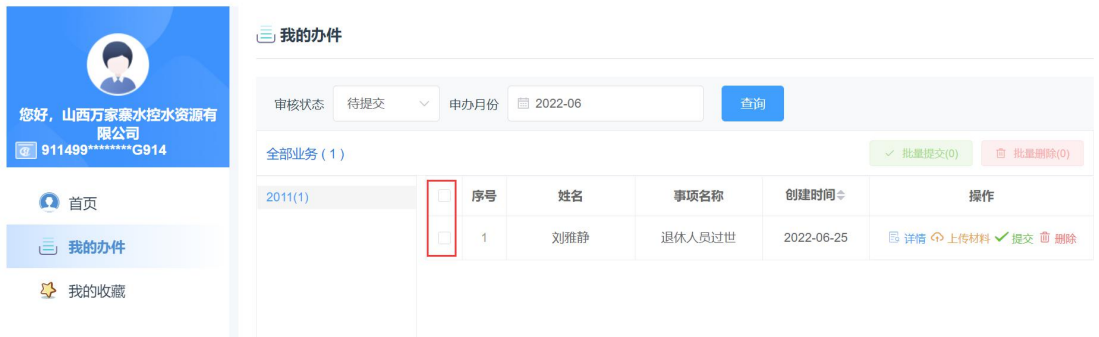 您好，山西万家寨水控水资源有
限公司
911499********G914
首页
我的办件
我的收藏
我的办件
审核状态 待提交 申办月份 2022-06 查询
全部业务 ( 1 ) 批量提交(0) 批量删除(0)
2011(1)
序号 姓名 事项名称 创建时间 操作
1 刘雅静 退休人员过世 2022-06-25 详情 上传材料 提交 删除